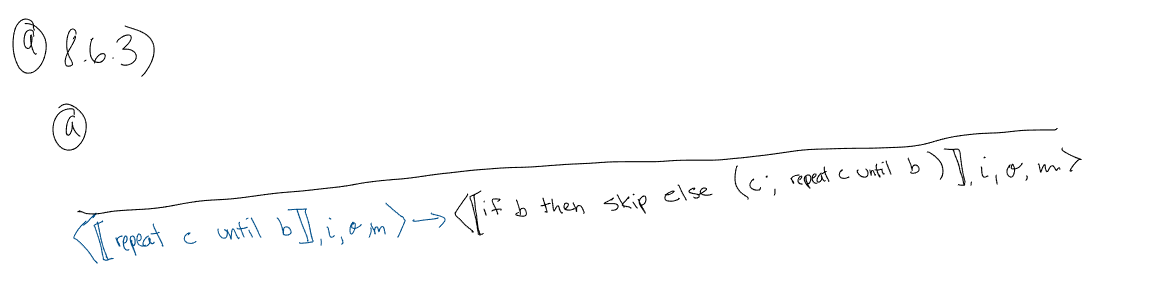 ⓐ 8.6.3)
ⓐ
⟨⟦repeat c until b⟧, i, o, m⟩ → ⟨⟦if b then skip else (c; repeat c until b)⟧, i, o, m⟩